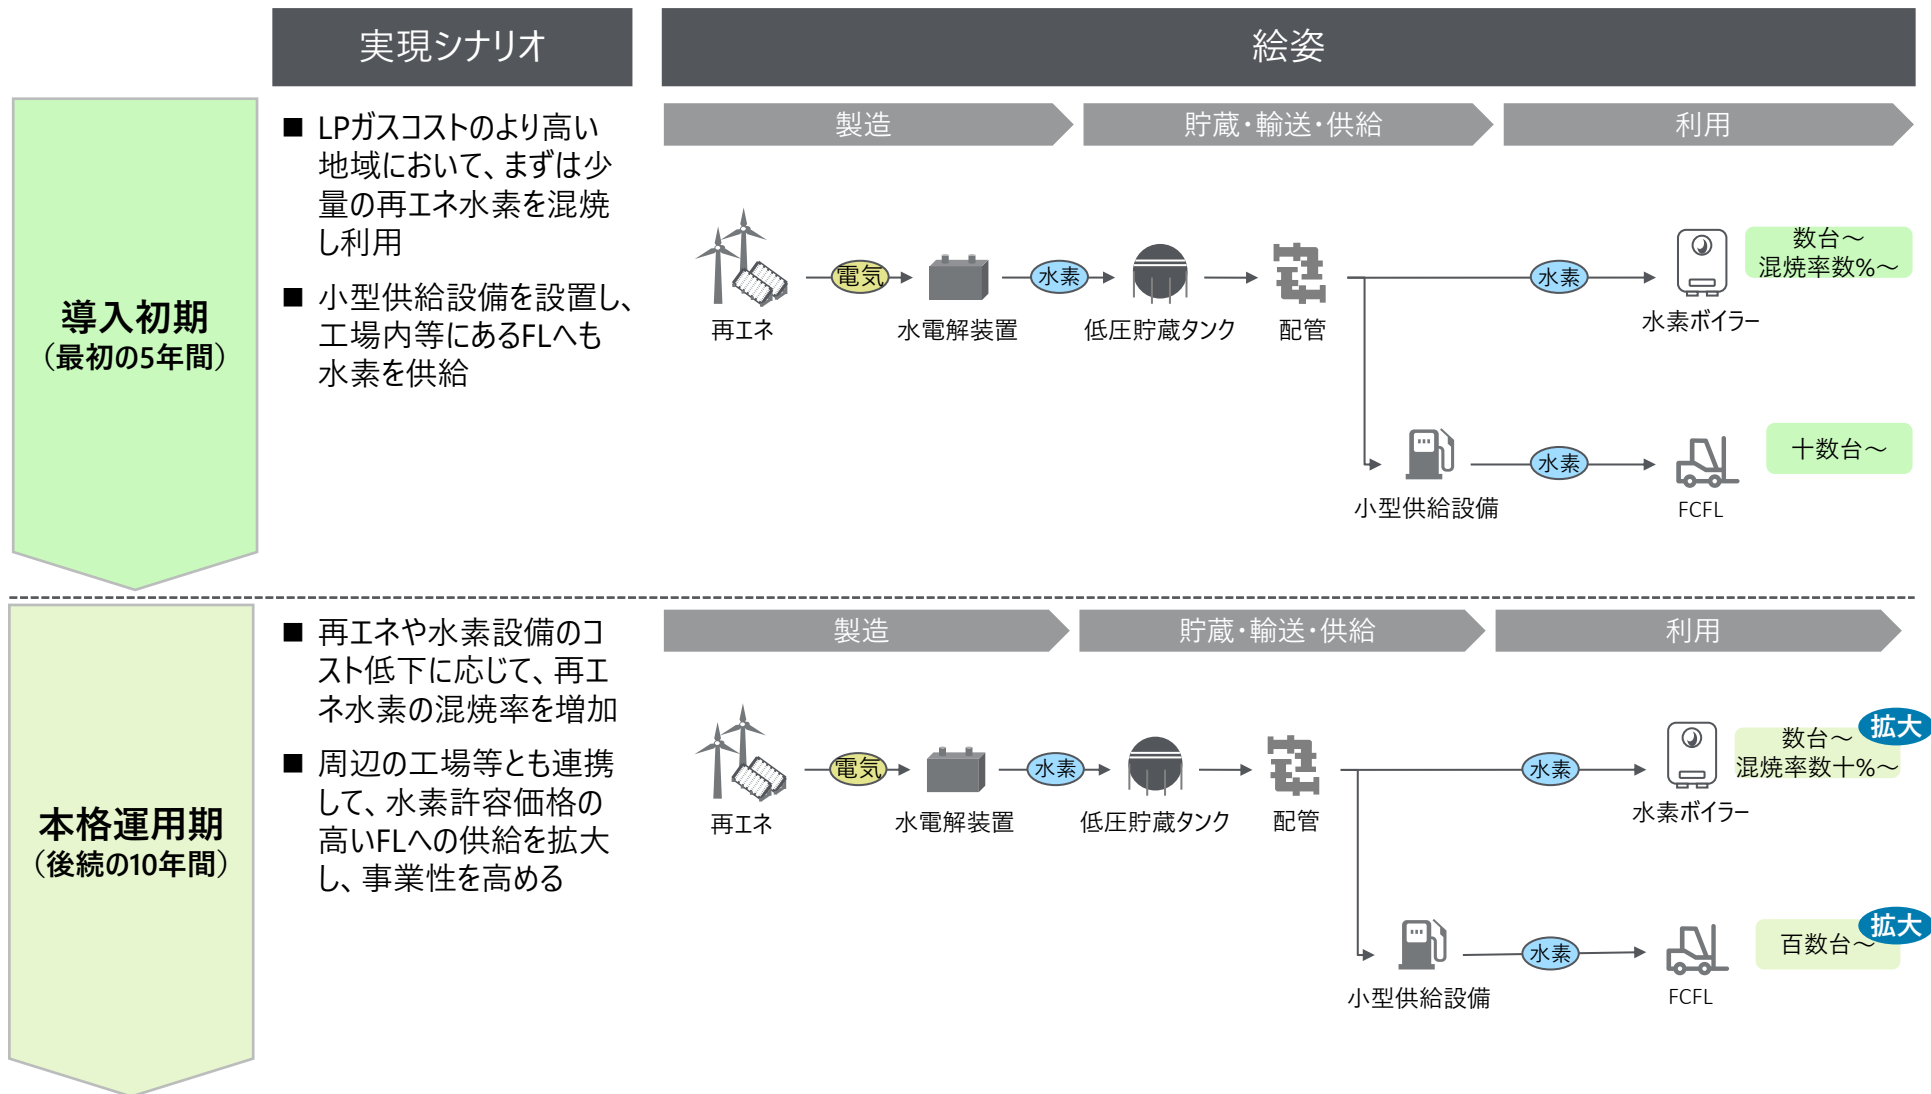 実現シナリオ
絵姿
導入初期
（最初の5年間）
■ LPガスコストのより高い
地域において、まずは少
量の再エネ水素を混焼
し利用
■ 小型供給設備を設置し、
工場内等にあるFLへも
水素を供給
製造
貯蔵・輸送・供給
利用
再エネ
電気
水電解装置
水素
低圧貯蔵タンク
配管
水素
水素ボイラー
数台～
混焼率数%～
小型供給設備
水素
FCFL
十数台～
本格運用期
（後続の10年間）
■ 再エネや水素設備のコ
スト低下に応じて、再エ
ネ水素の混焼率を増加
■ 周辺の工場等とも連携
して、水素許容価格の
高いFLへの供給を拡大
し、事業性を高める
製造
貯蔵・輸送・供給
利用
再エネ
電気
水電解装置
水素
低圧貯蔵タンク
配管
水素
水素ボイラー
拡大
数台～
混焼率数十%～
小型供給設備
水素
FCFL
拡大
百数台～